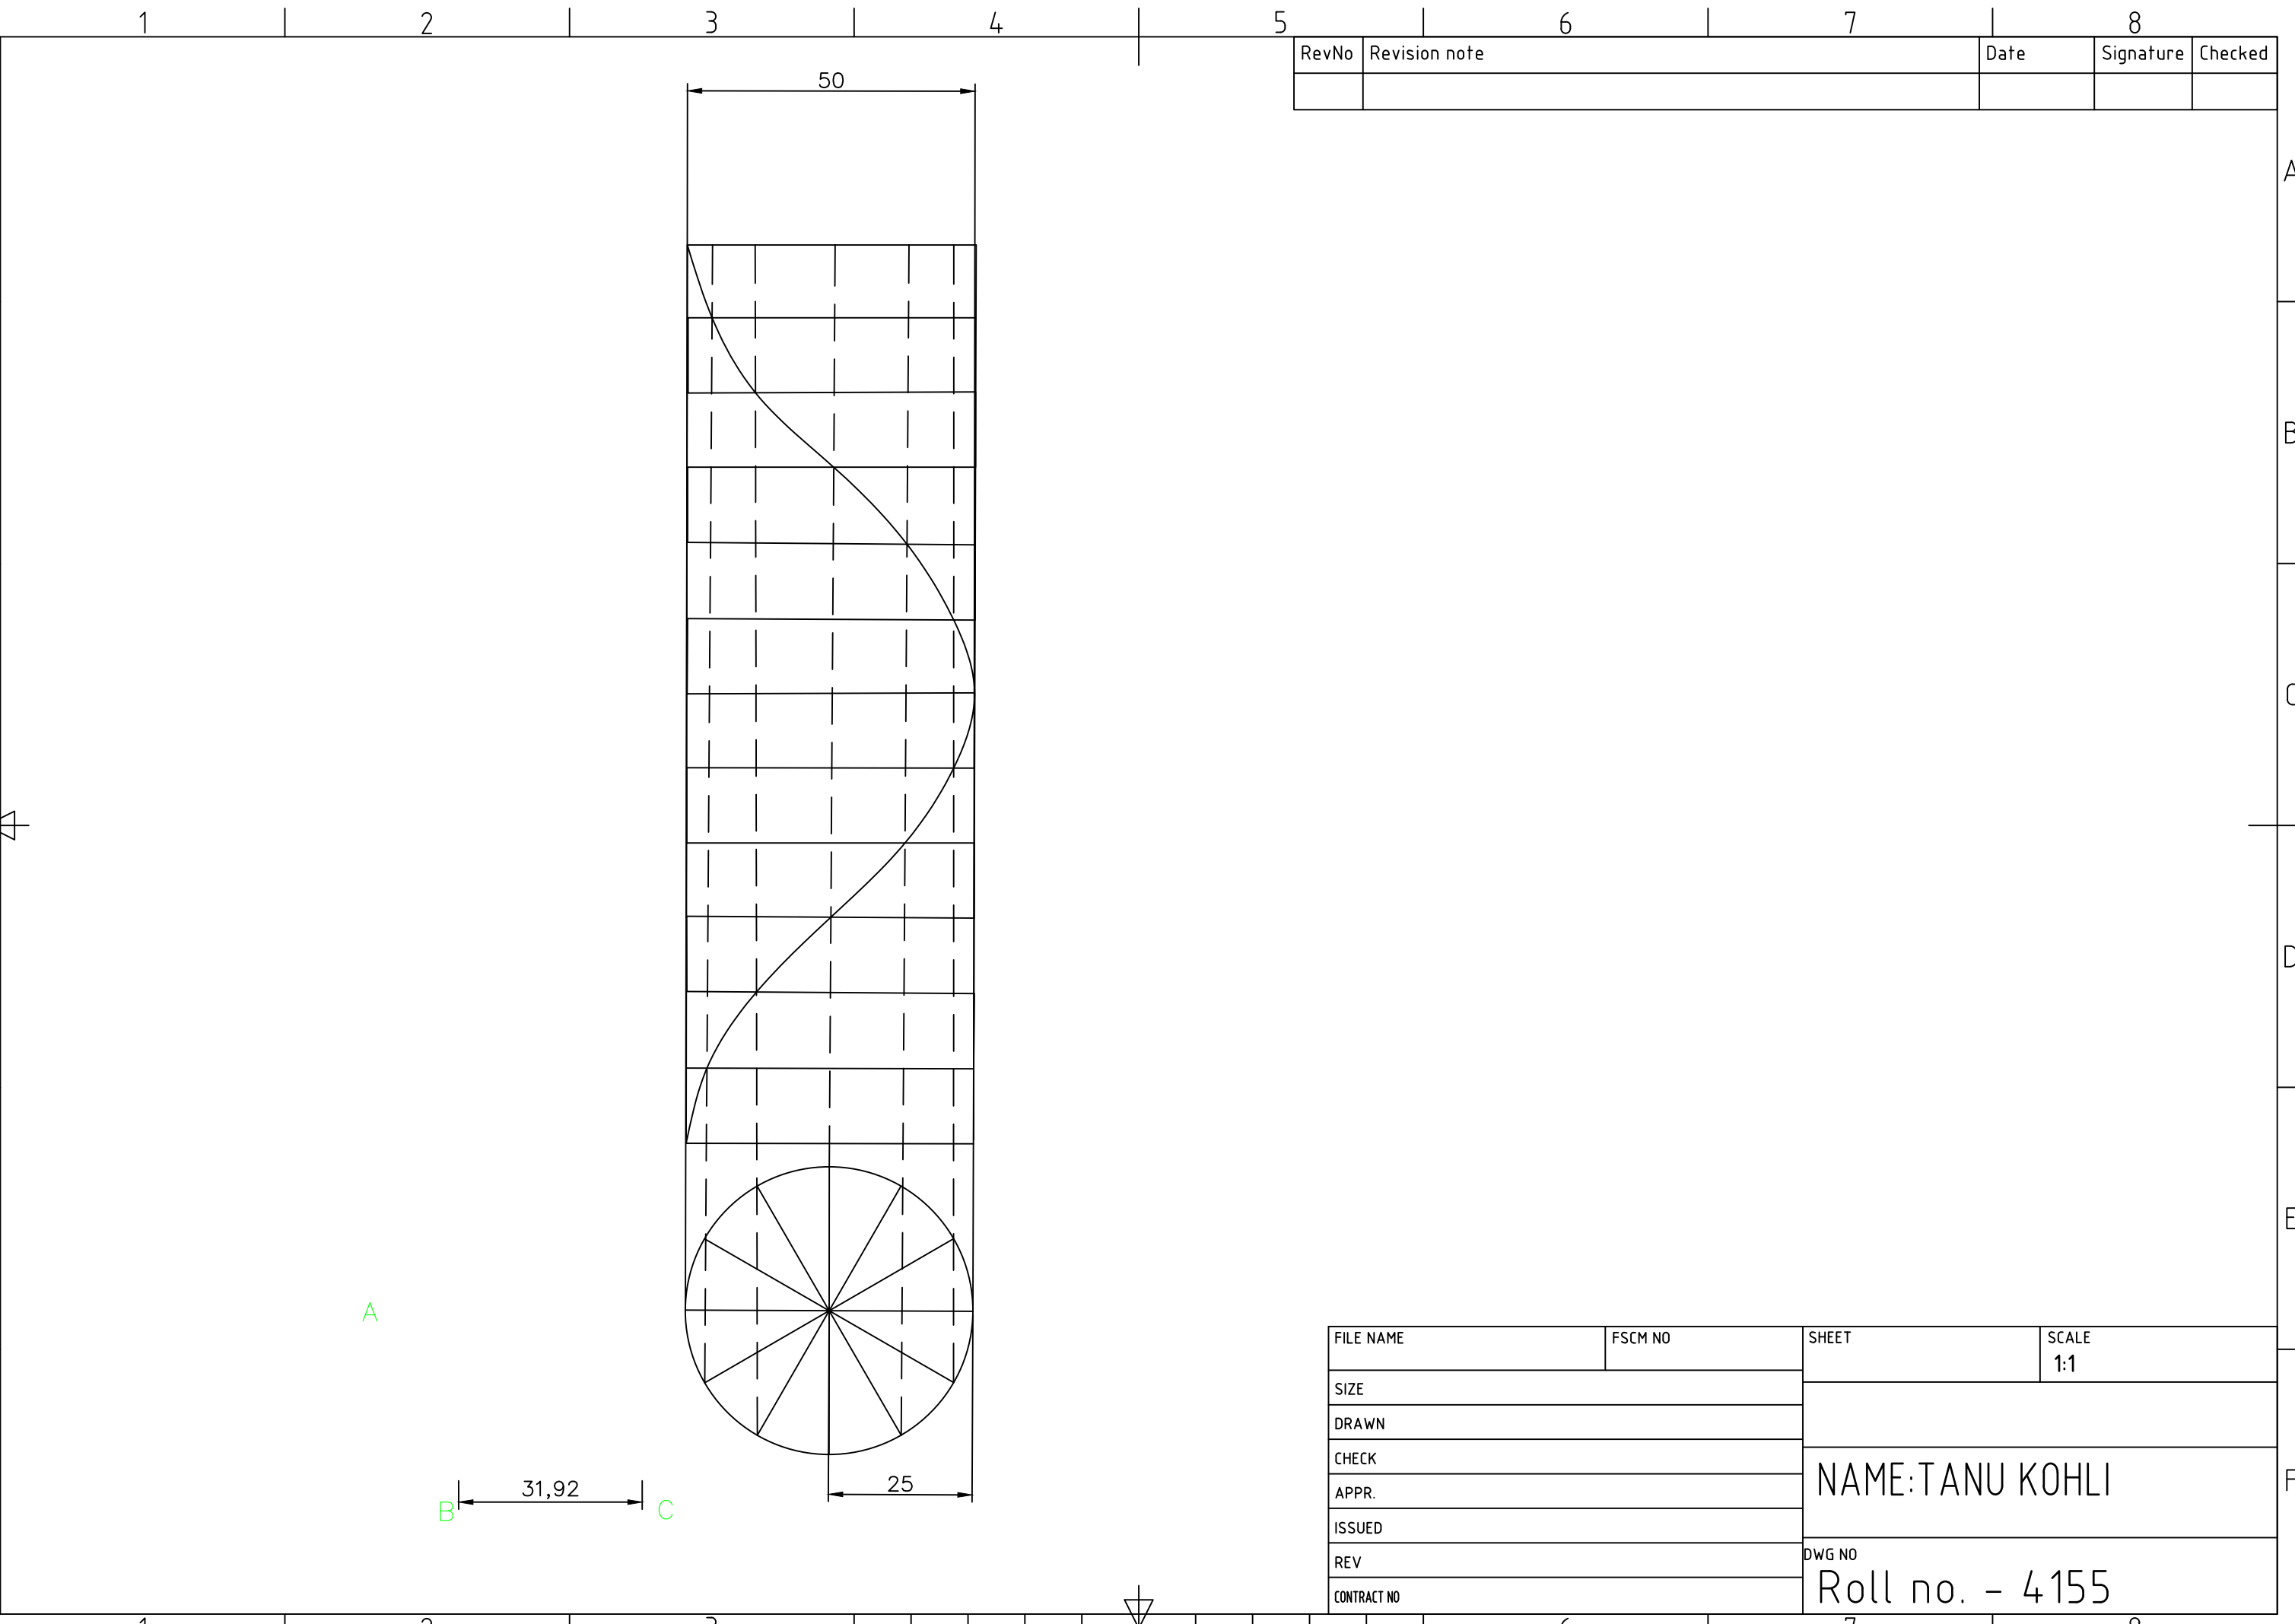 1 2 3 4 5 6 7 8
RevNo Revision note Date Signature Checked
50
A
B
C
D
E
F
A
31,92
B C
25
FILE NAME FSCM NO SHEET SCALE
1:1
SIZE
DRAWN
CHECK
APPR.
ISSUED
REV
CONTRACT NO
NAME:TANU KOHLI
DWG NO
Roll no. - 4155